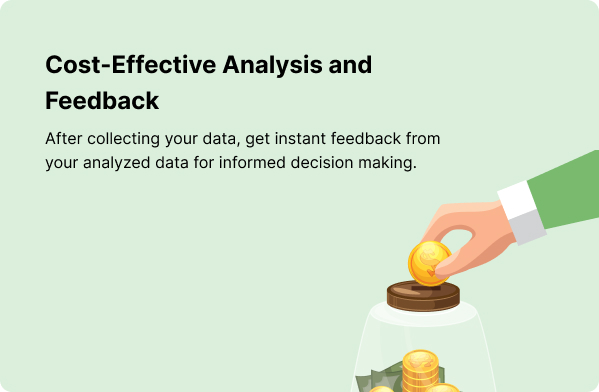 Cost-Effective Analysis and
Feedback
After collecting your data, get instant feedback from
your analyzed data for informed decision making.